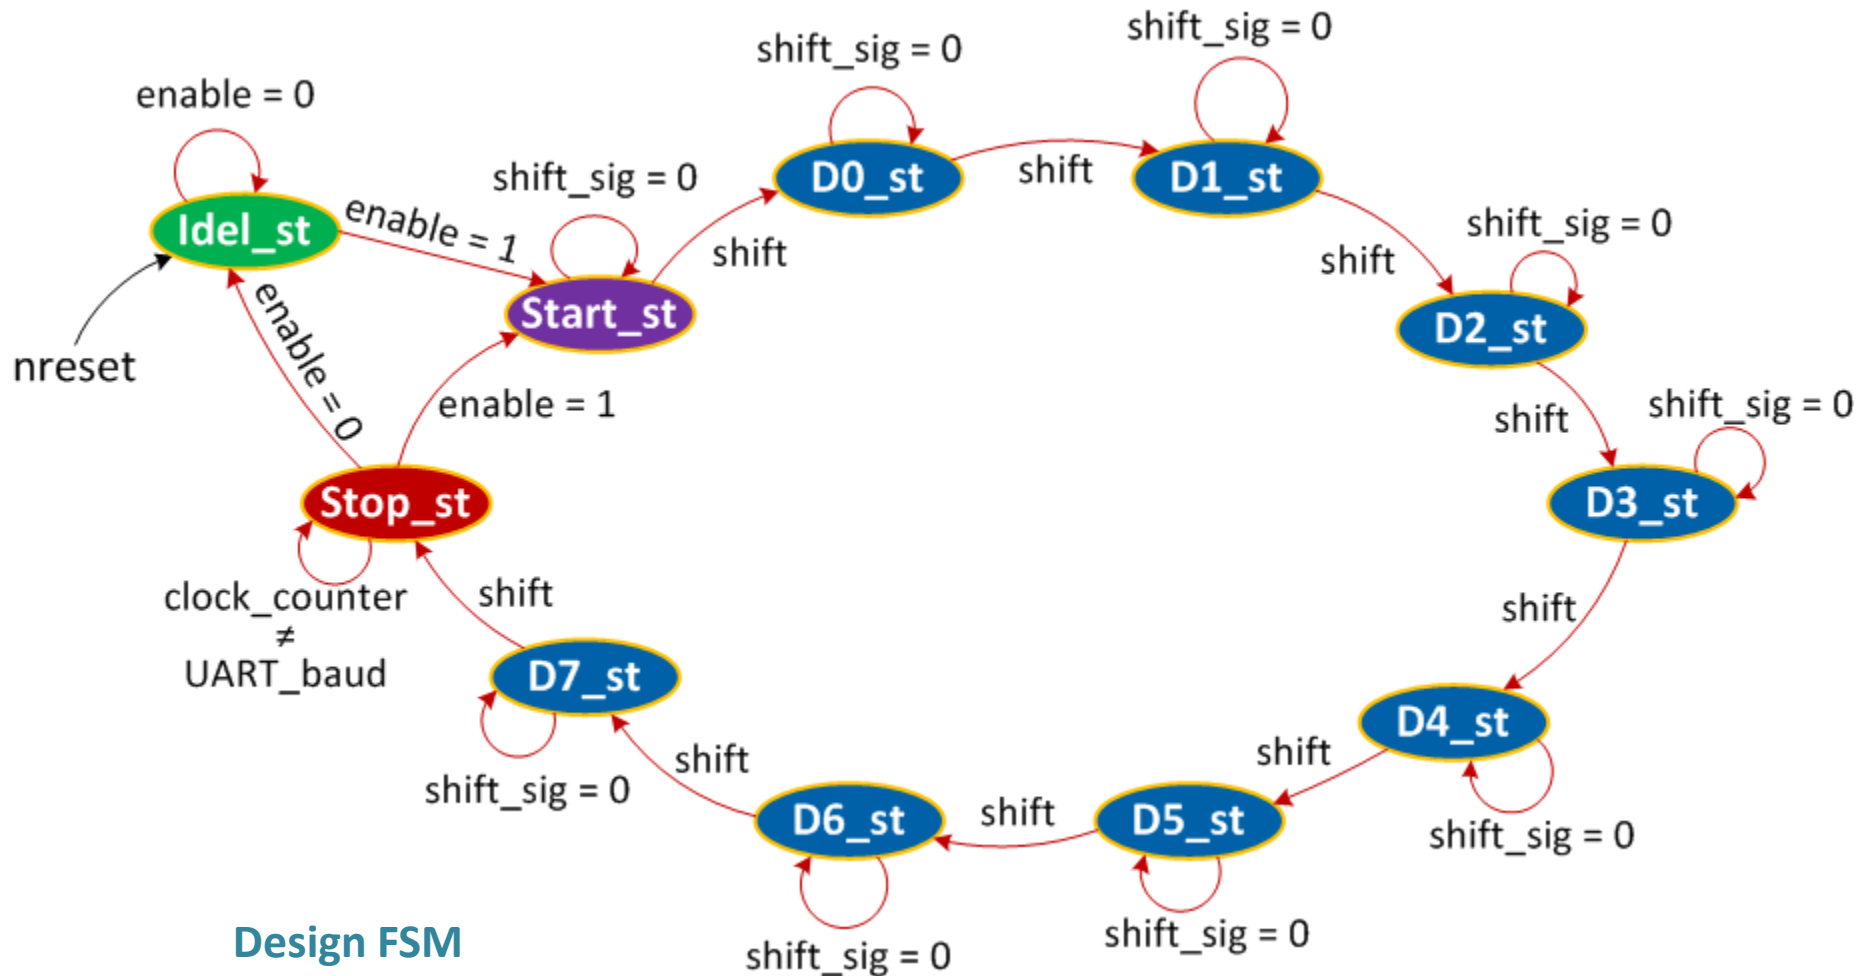 shift_sig = 0
shift_sig = 0
enable = 0
shift_sig = 0
D0_st
shift
D1_st
Idel_st
enable = 1
shift
shift
shift_sig = 0
Start_st
D2_st
nreset
enable = 0
enable = 1
shift
shift_sig = 0
Stop_st
D3_st
clock_counter
≠
UART_baud
shift
shift
D7_st
D4_st
shift_sig = 0
shift
shift
shift_sig = 0
D6_st
shift
D5_st
shift_sig = 0
shift_sig = 0
Design FSM